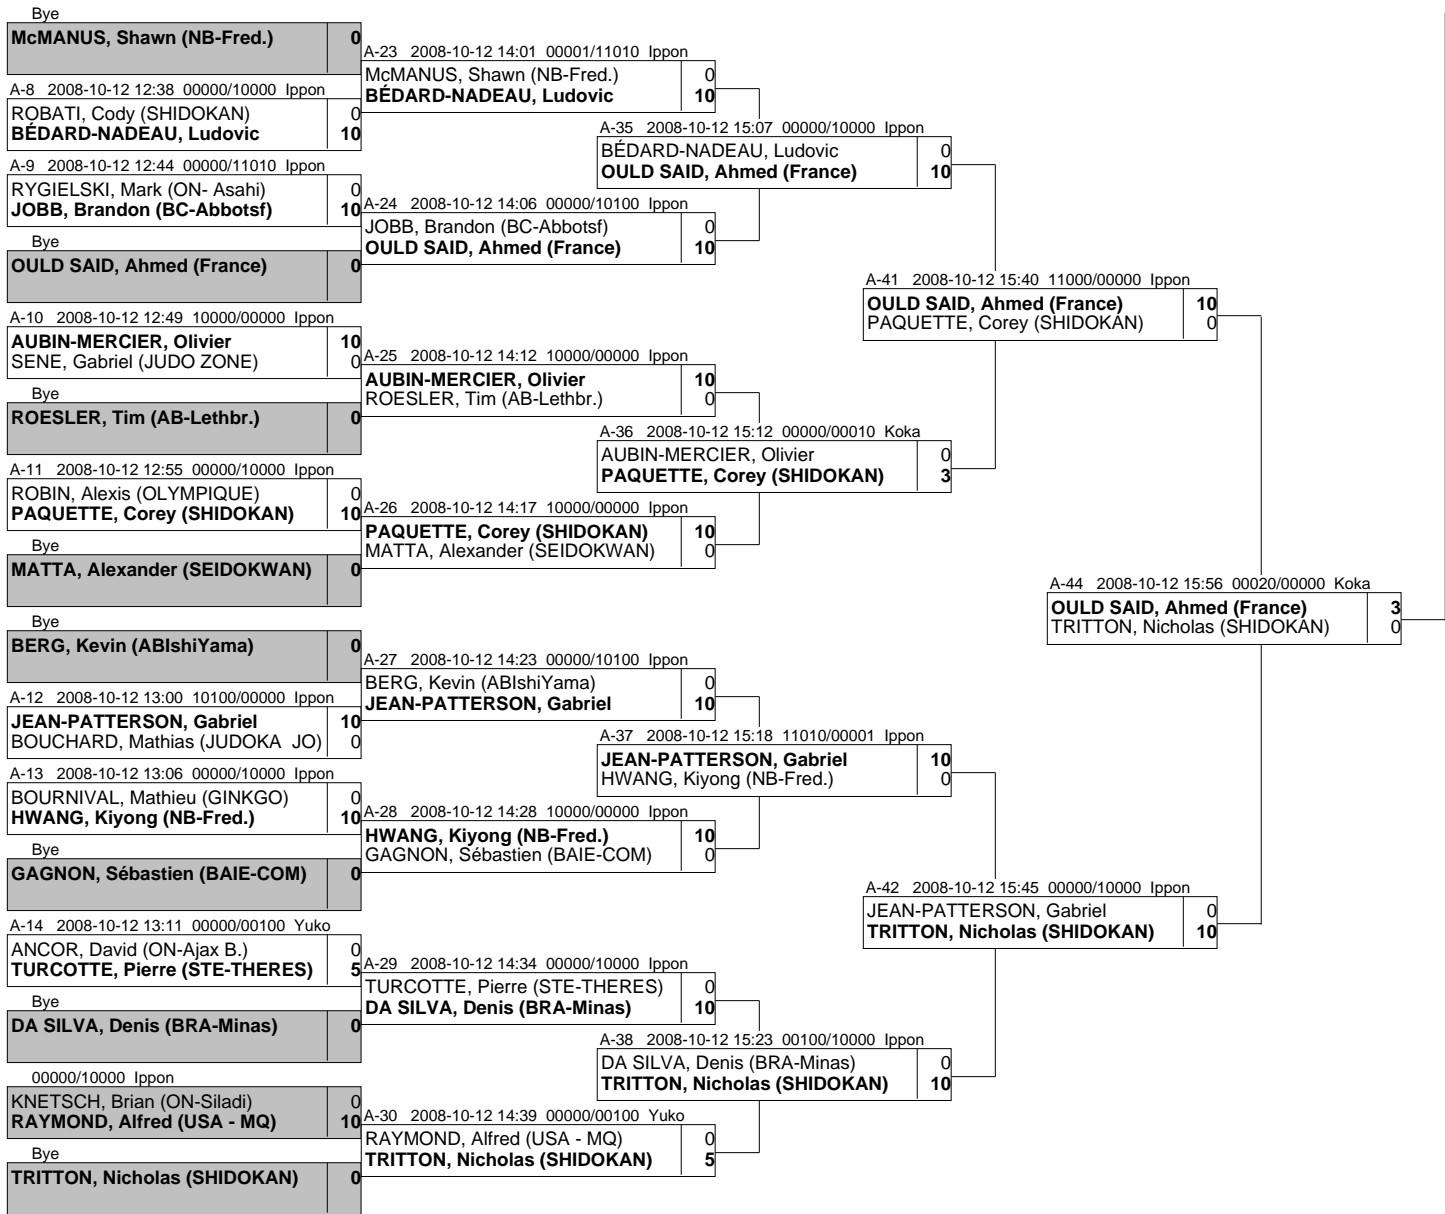 Bye
McMANUS, Shawn (NB-Fred.) 0
A-8 2008-10-12 12:38 00000/10000 Ippon
ROBATI, Cody (SHIDOKAN) 0
BÉDARD-NADEAU, Ludovic 10
A-9 2008-10-12 12:44 00000/11010 Ippon
RYGIELSKI, Mark (ON- Asahi) 0
JOBB, Brandon (BC-Abbotsf) 10
Bye
OULD SAID, Ahmed (France) 0
A-10 2008-10-12 12:49 10000/00000 Ippon
AUBIN-MERCIER, Olivier 10
SENE, Gabriel (JUDO ZONE) 0
Bye
ROESLER, Tim (AB-Lethbr.) 0
A-11 2008-10-12 12:55 00000/10000 Ippon
ROBIN, Alexis (OLYMPIQUE) 0
PAQUETTE, Corey (SHIDOKAN) 10
Bye
MATTA, Alexander (SEIDOKWAN) 0
Bye
BERG, Kevin (ABIshiYama) 0
A-12 2008-10-12 13:00 10100/00000 Ippon
JEAN-PATTERSON, Gabriel 10
BOUCHARD, Mathias (JUDOKA JO) 0
A-13 2008-10-12 13:06 00000/10000 Ippon
BOURNIVAL, Mathieu (GINKGO) 0
HWANG, Kiyong (NB-Fred.) 10
Bye
GAGNON, Sébastien (BAIE-COM) 0
A-14 2008-10-12 13:11 00000/00100 Yuko
ANCOR, David (ON-Ajax B.) 0
TURCOTTE, Pierre (STE-THERES) 5
Bye
DA SILVA, Denis (BRA-Minas) 0
00000/10000 Ippon
KNETSCH, Brian (ON-Siladi) 0
RAYMOND, Alfred (USA - MQ) 10
Bye
TRITTON, Nicholas (SHIDOKAN) 0
A-23 2008-10-12 14:01 00001/11010 Ippon
McMANUS, Shawn (NB-Fred.) 0
BÉDARD-NADEAU, Ludovic 10
A-24 2008-10-12 14:06 00000/10100 Ippon
JOBB, Brandon (BC-Abbotsf) 0
OULD SAID, Ahmed (France) 10
A-25 2008-10-12 14:12 10000/00000 Ippon
AUBIN-MERCIER, Olivier 10
ROESLER, Tim (AB-Lethbr.) 0
A-26 2008-10-12 14:17 10000/00000 Ippon
PAQUETTE, Corey (SHIDOKAN) 10
MATTA, Alexander (SEIDOKWAN) 0
A-27 2008-10-12 14:23 00000/10100 Ippon
BERG, Kevin (ABIshiYama) 0
JEAN-PATTERSON, Gabriel 10
A-28 2008-10-12 14:28 10000/00000 Ippon
HWANG, Kiyong (NB-Fred.) 10
GAGNON, Sébastien (BAIE-COM) 0
A-29 2008-10-12 14:34 00000/10000 Ippon
TURCOTTE, Pierre (STE-THERES) 0
DA SILVA, Denis (BRA-Minas) 10
A-30 2008-10-12 14:39 00000/00100 Yuko
RAYMOND, Alfred (USA - MQ) 0
TRITTON, Nicholas (SHIDOKAN) 5
A-35 2008-10-12 15:07 00000/10000 Ippon
BÉDARD-NADEAU, Ludovic 0
OULD SAID, Ahmed (France) 10
A-36 2008-10-12 15:12 00000/00010 Koka
AUBIN-MERCIER, Olivier 0
PAQUETTE, Corey (SHIDOKAN) 3
A-37 2008-10-12 15:18 11010/00001 Ippon
JEAN-PATTERSON, Gabriel 10
HWANG, Kiyong (NB-Fred.) 0
A-38 2008-10-12 15:23 00100/10000 Ippon
DA SILVA, Denis (BRA-Minas) 0
TRITTON, Nicholas (SHIDOKAN) 10
A-41 2008-10-12 15:40 11000/00000 Ippon
OULD SAID, Ahmed (France) 10
PAQUETTE, Corey (SHIDOKAN) 0
A-42 2008-10-12 15:45 00000/10000 Ippon
JEAN-PATTERSON, Gabriel 0
TRITTON, Nicholas (SHIDOKAN) 10
A-44 2008-10-12 15:56 00020/00000 Koka
OULD SAID, Ahmed (France) 3
TRITTON, Nicholas (SHIDOKAN) 0